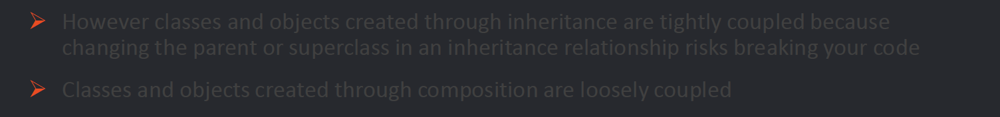 However classes and objects created through inheritance are tightly coupled because
changing the parent or superclass in an inheritance relationship risks breaking your code
Classes and objects created through composition are loosely coupled